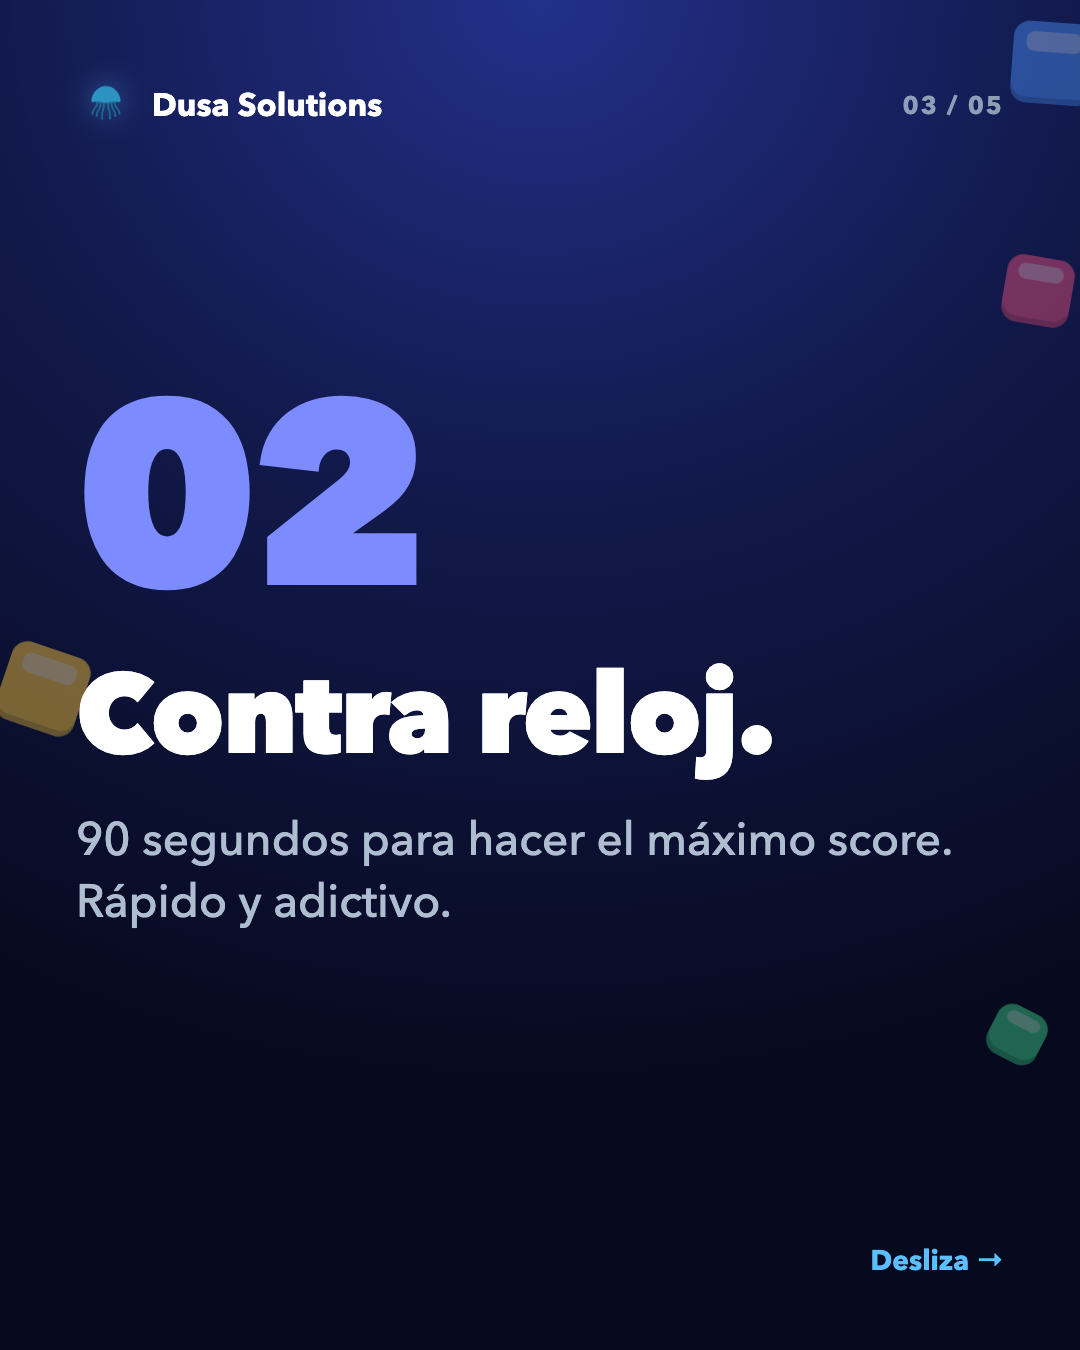 Dusa Solutions
03 / 05
02
Contra reloj.
90 segundos para hacer el máximo score.
Rápido y adictivo.
Desliza →